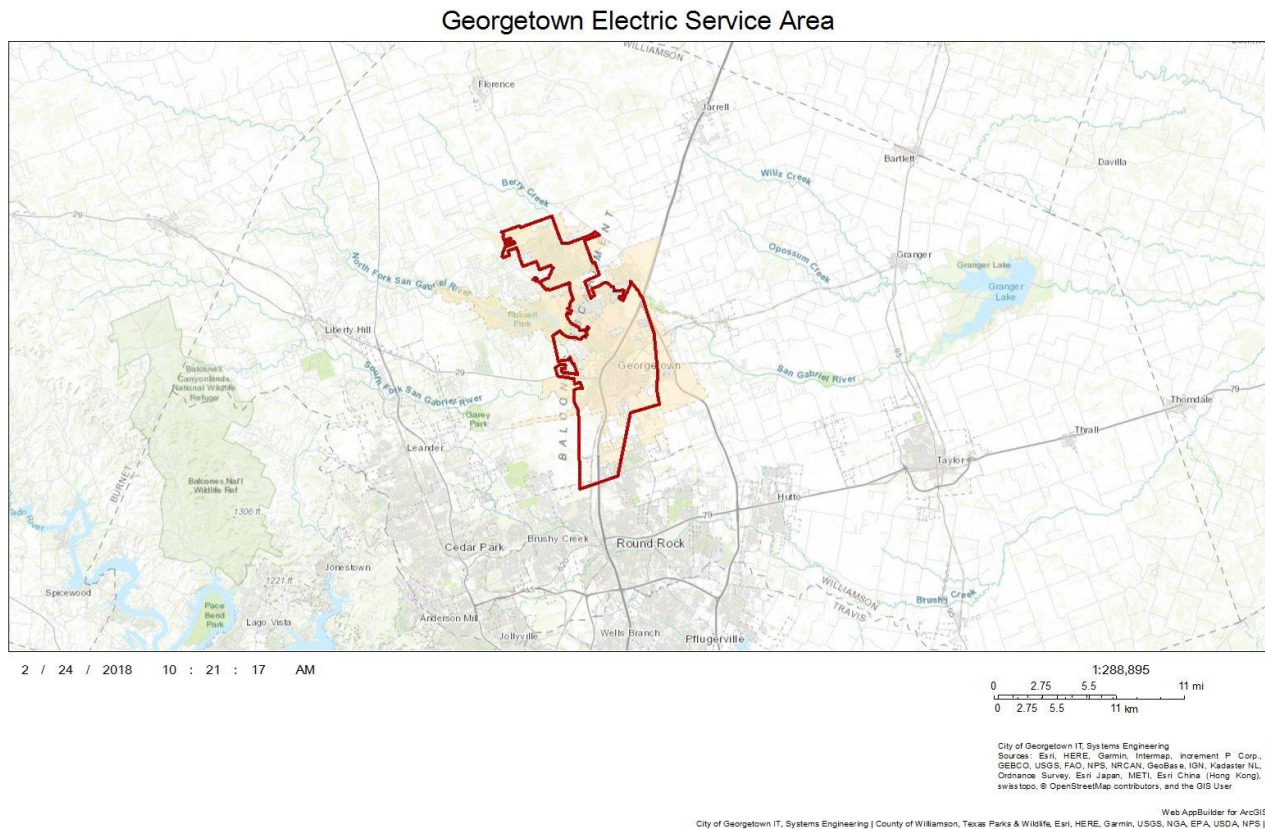 Georgetown Electric Service Area
WILLIAMSON
Florence
Jarrell
Bartlett
Davilla
Willis Creek
Berry Creek
29
Opossum Creek
Granger
Granger Lake
Granger
Lake
North Fork San Gabriel River
Russell
Park
Liberty Hill
Georgetown
95
San Gabriel River
Balcones
Canyonlands
National Wildlife
Refuge
South Fork San Gabriel River
29
79
Thorndale
Garey
Park
Thrall
Leander
Taylor
BURNET
Balcones Nat'l
Wildlife Ref
Hutto
1306 ft
79
Brushy Creek
Cedar Park
Round Rock
Jonestown
1221 ft
WILLIAMSON
TRAVIS
Brushy Creek
95
Spicewood
Pace
Bend
Park
Lago Vista
Anderson Mill
Jollyville
Wells Branch
Pflugerville
2 / 24 / 2018 10 : 21 : 17 AM
1:288,895
0 2.75 5.5 11 mi
0 2.75 5.5 11 km
City of Georgetown IT, Systems Engineering
Sources: Esri, HERE, Garmin, Intermap, increment P Corp.,
GEBCO, USGS, FAO, NPS, NRCAN, GeoBase, IGN, Kadaster NL,
Ordnance Survey, Esri Japan, METI, Esri China (Hong Kong),
swisstopo, © OpenStreetMap contributors, and the GIS User
Web AppBuilder for ArcGIS
City of Georgetown IT, Systems Engineering | County of Williamson, Texas Parks & Wildlife, Esri, HERE, Garmin, USGS, NGA, EPA, USDA, NPS |